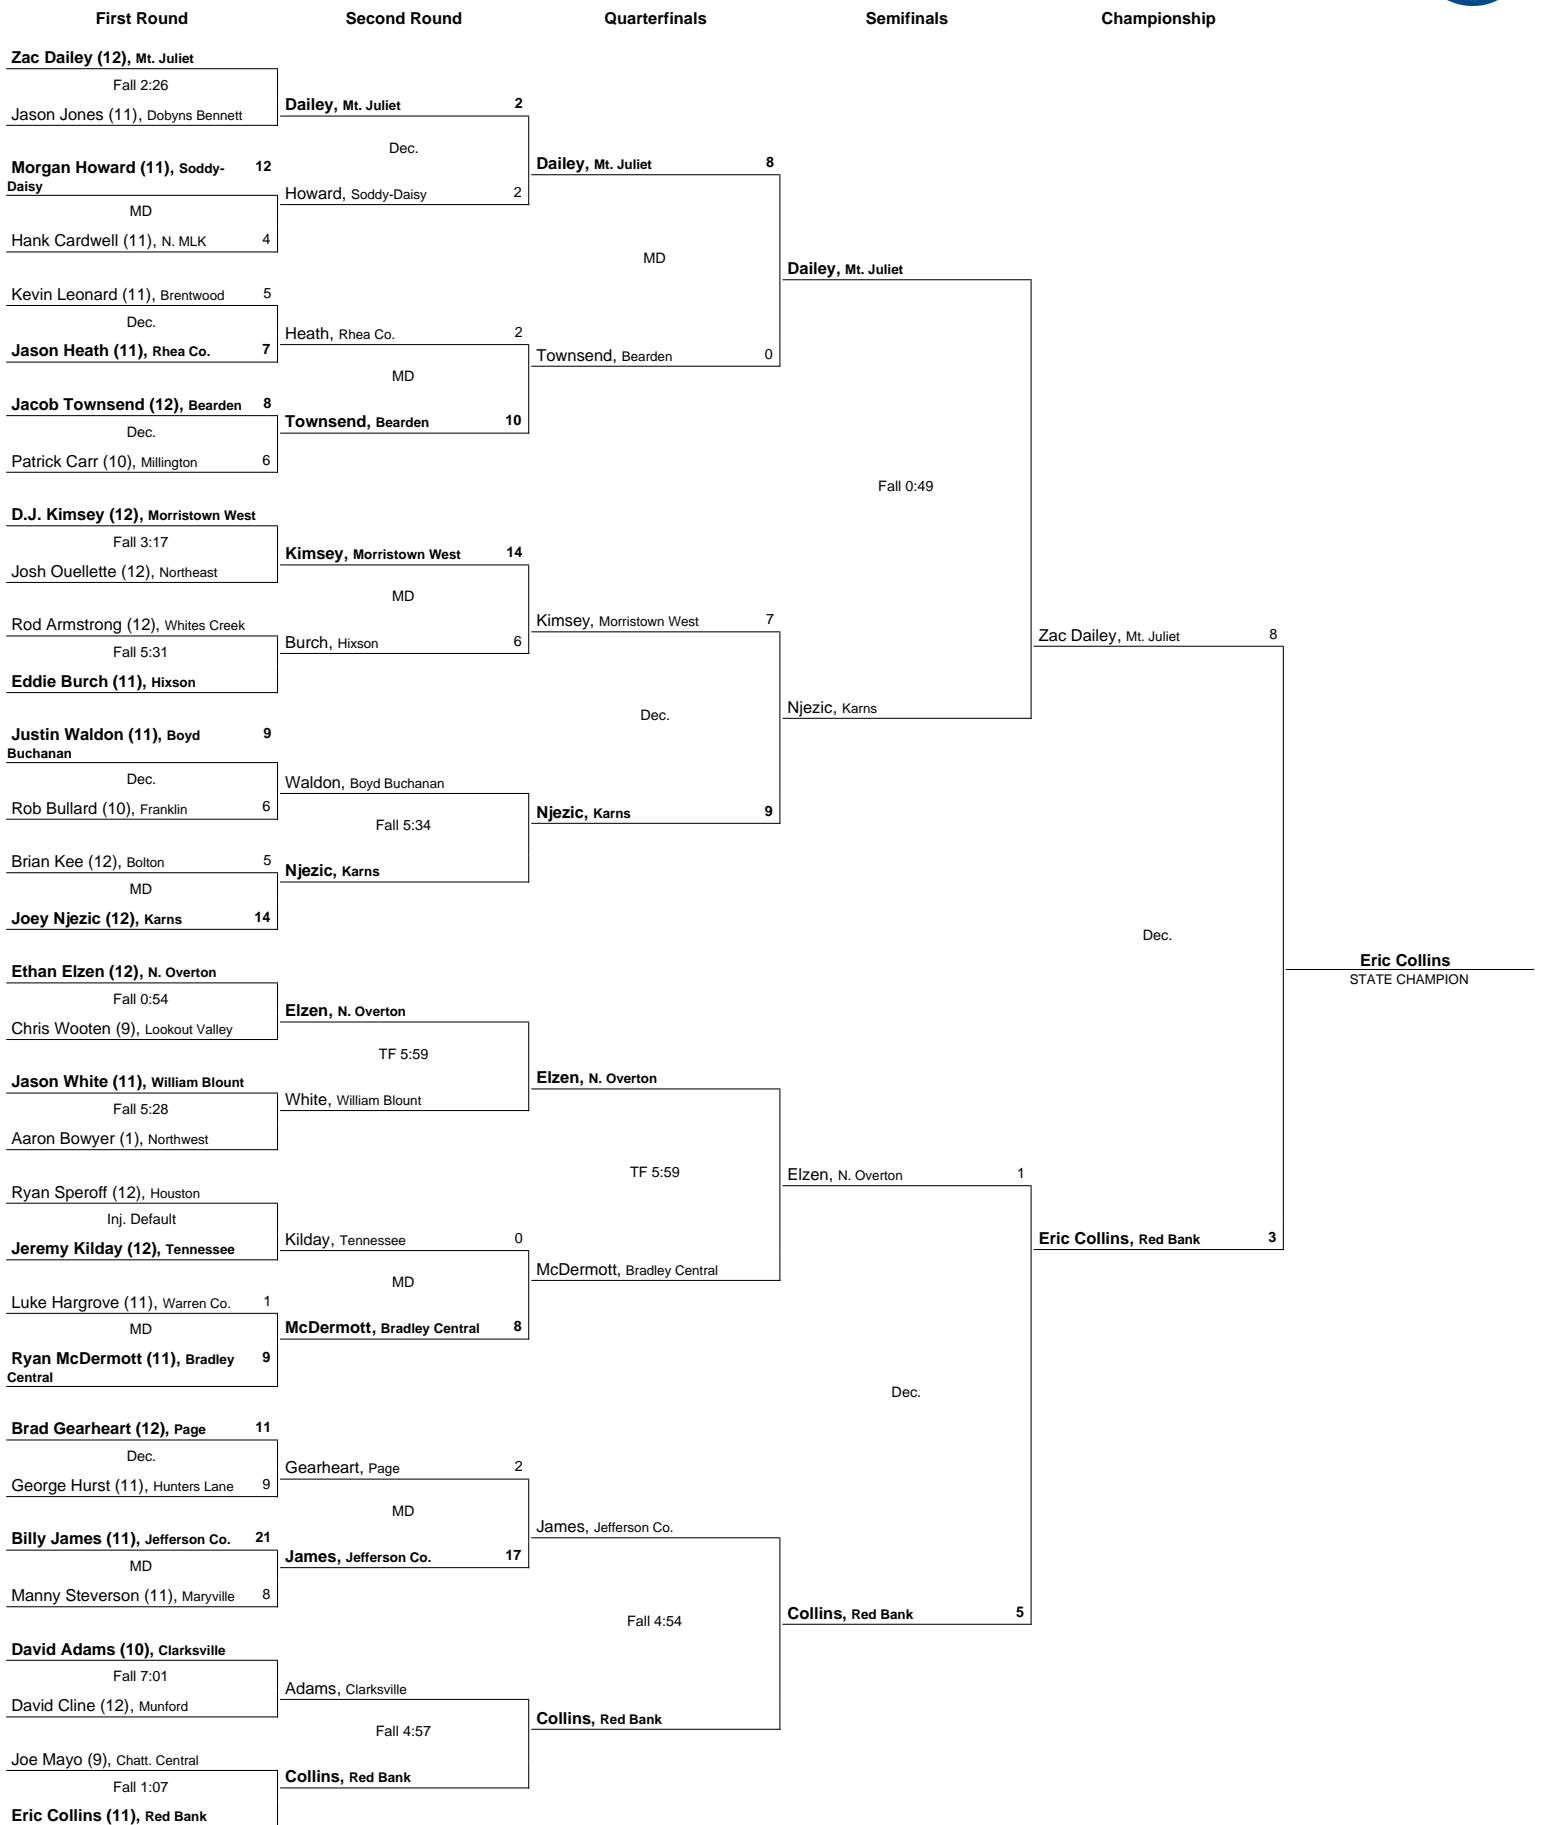 First Round
Second Round
Quarterfinals
Semifinals
Championship
Zac Dailey (12), Mt. Juliet
Fall 2:26
Jason Jones (11), Dobyns Bennett
Morgan Howard (11), Soddy- 12
Daisy
MD
Hank Cardwell (11), N. MLK 4
Kevin Leonard (11), Brentwood 5
Dec.
Jason Heath (11), Rhea Co. 7
Jacob Townsend (12), Bearden 8
Dec.
Patrick Carr (10), Millington 6
D.J. Kimsey (12), Morristown West
Fall 3:17
Josh Ouellette (12), Northeast
Rod Armstrong (12), Whites Creek
Fall 5:31
Eddie Burch (11), Hixson
Justin Waldon (11), Boyd 9
Buchanan
Dec.
Rob Bullard (10), Franklin 6
Brian Kee (12), Bolton 5
MD
Joey Njezic (12), Karns 14
Ethan Elzen (12), N. Overton
Fall 0:54
Chris Wooten (9), Lookout Valley
Jason White (11), William Blount
Fall 5:28
Aaron Bowyer (1), Northwest
Ryan Speroff (12), Houston
Inj. Default
Jeremy Kilday (12), Tennessee
Luke Hargrove (11), Warren Co. 1
MD
Ryan McDermott (11), Bradley 9
Central
Brad Gearheart (12), Page 11
Dec.
George Hurst (11), Hunters Lane 9
Billy James (11), Jefferson Co. 21
MD
Manny Steverson (11), Maryville 8
David Adams (10), Clarksville
Fall 7:01
David Cline (12), Munford
Joe Mayo (9), Chatt. Central
Fall 1:07
Eric Collins (11), Red Bank
Dailey, Mt. Juliet 2
Dec.
Howard, Soddy-Daisy 2
Heath, Rhea Co. 2
MD
Townsend, Bearden 10
Kimsey, Morristown West 14
MD
Burch, Hixson 6
Waldon, Boyd Buchanan
Fall 5:34
Njezic, Karns
Elzen, N. Overton
TF 5:59
White, William Blount
Kilday, Tennessee 0
MD
McDermott, Bradley Central 8
Gearheart, Page 2
MD
James, Jefferson Co. 17
Adams, Clarksville
Fall 4:57
Collins, Red Bank
Dailey, Mt. Juliet 8
MD
Townsend, Bearden 0
Kimsey, Morristown West 7
Dec.
Njezic, Karns 9
Elzen, N. Overton
TF 5:59
McDermott, Bradley Central
James, Jefferson Co.
Fall 4:54
Collins, Red Bank
Dailey, Mt. Juliet
Fall 0:49
Njezic, Karns
Elzen, N. Overton 1
Dec.
Collins, Red Bank 5
Zac Dailey, Mt. Juliet 8
Dec.
Eric Collins, Red Bank 3
Eric Collins
STATE CHAMPION